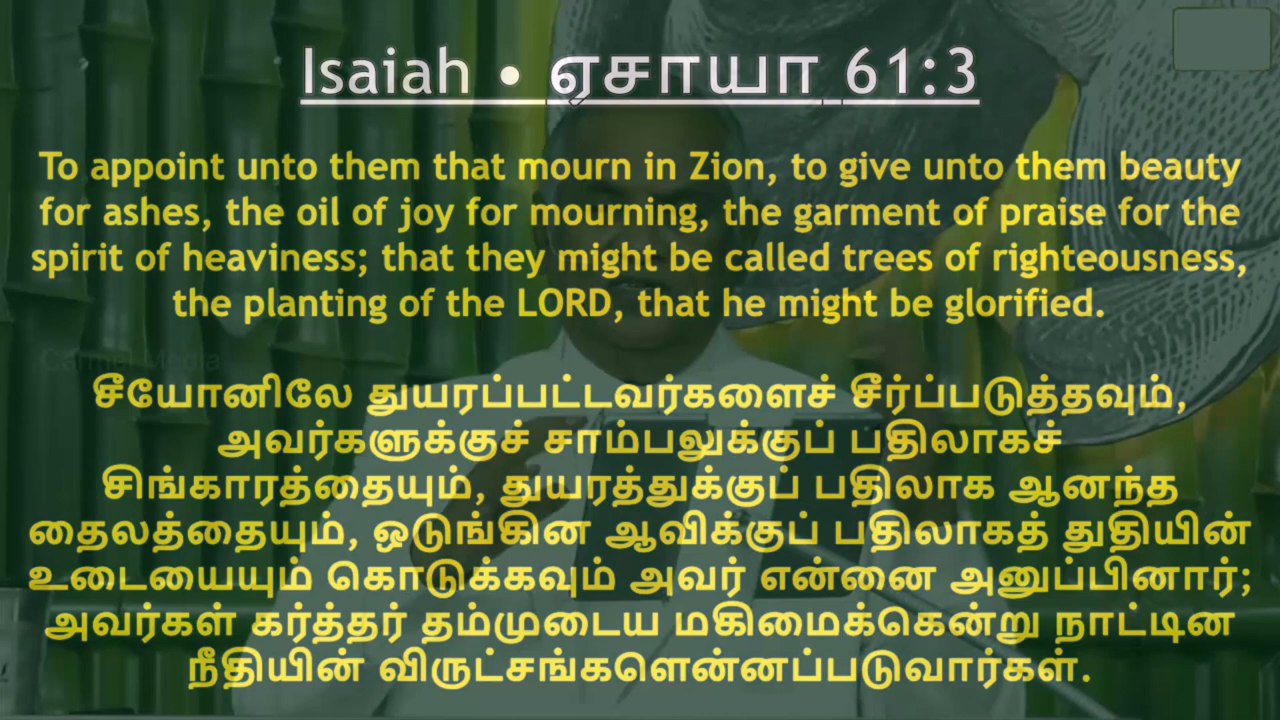 Isaiah • ஏசாயா 61:3
To appoint unto them that mourn in Zion, to give unto them beauty
for ashes, the oil of joy for mourning, the garment of praise for the
spirit of heaviness; that they might be called trees of righteousness,
the planting of the LORD, that he might be glorified.
Carmel Media
சீயோனிலே துயரப்பட்டவர்களைச் சீர்ப்படுத்தவும்,
அவர்களுக்குச் சாம்பலுக்குப் பதிலாகச்
சிங்காரத்தையும், துயரத்துக்குப் பதிலாக ஆனந்த
தைலத்தையும், ஒடுங்கின ஆவிக்குப் பதிலாகத் துதியின்
உடையையும் கொடுக்கவும் அவர் என்னை அனுப்பினார்;
அவர்கள் கர்த்தர் தம்முடைய மகிமைக்கென்று நாட்டின
நீதியின் விருட்சங்களென்னப்படுவார்கள்.